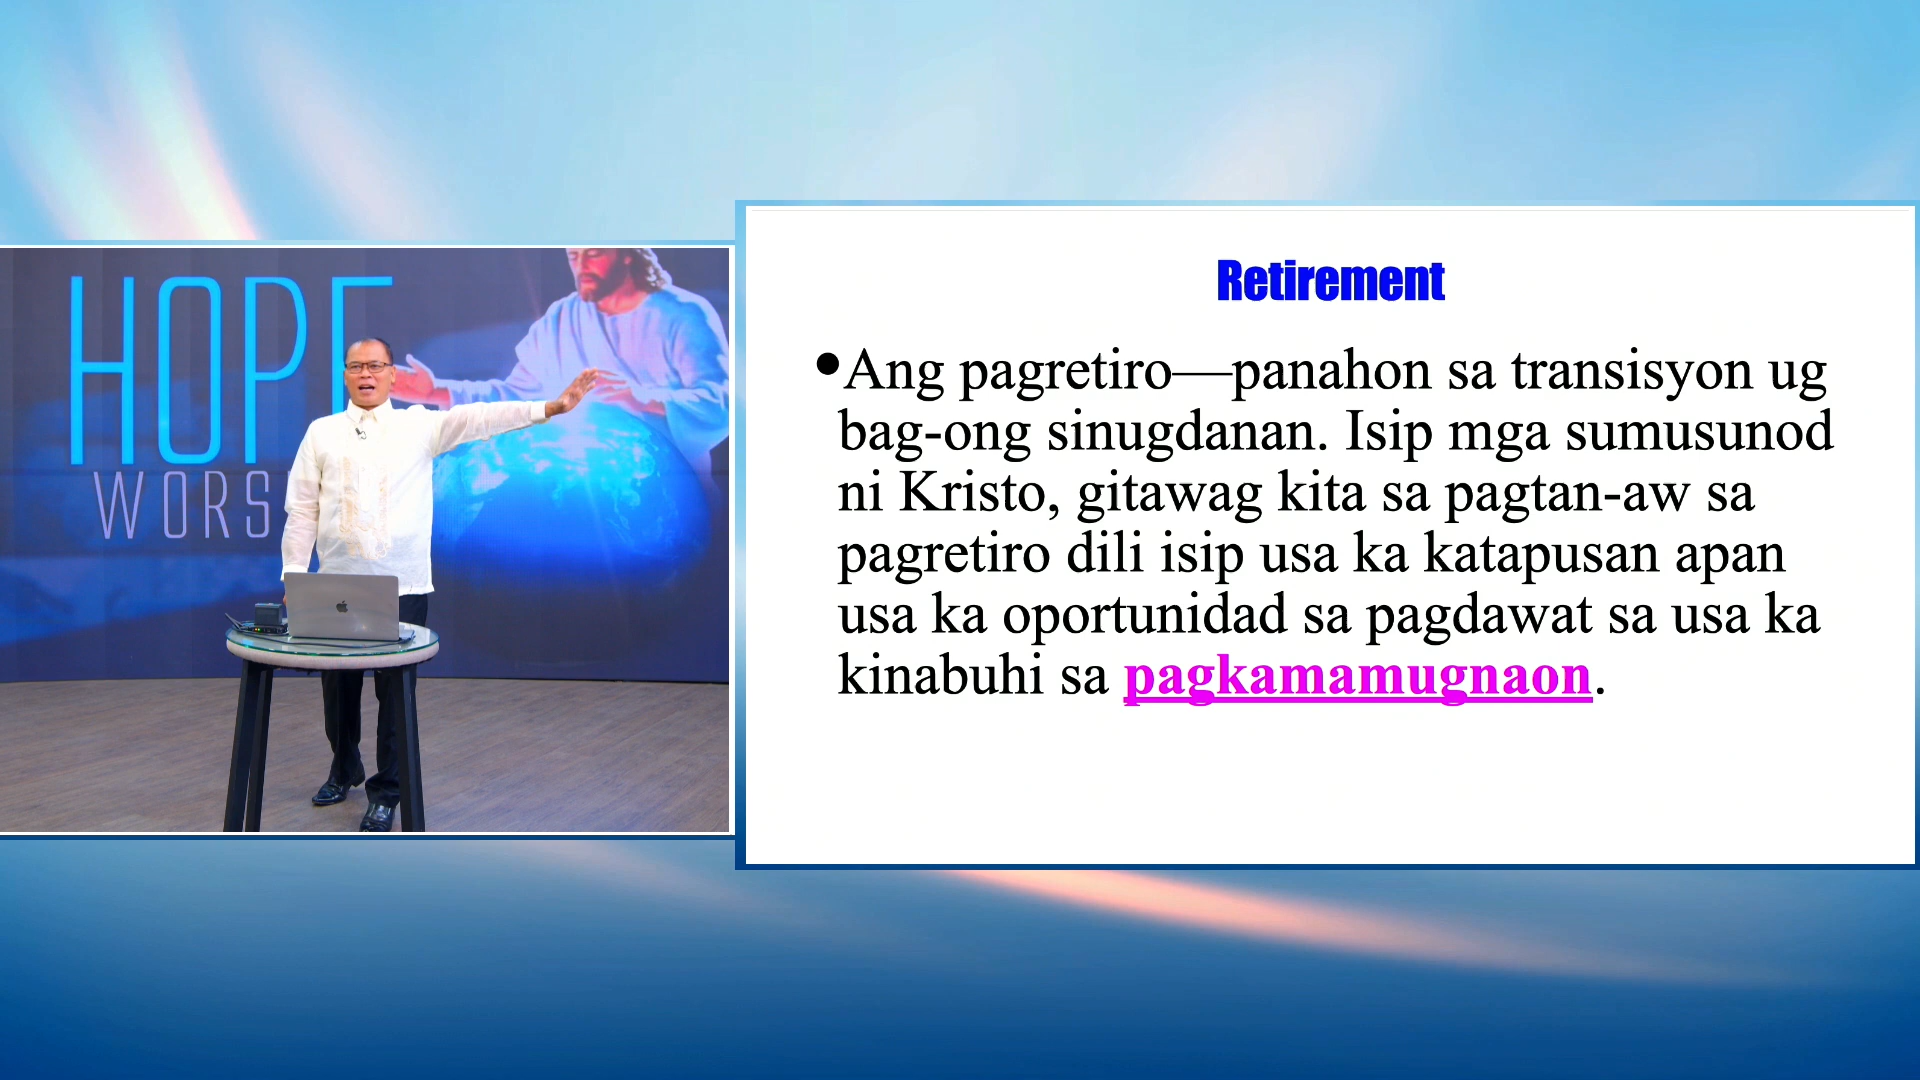 HOPE
WORS
Retirement
•Ang pagretiro—panahon sa transisyon ug
bag-ong sinugdanan. Isip mga sumusunod
ni Kristo, gitawag kita sa pagtan-aw sa
pagretiro dili isip usa ka katapusan apan
usa ka oportunidad sa pagdawat sa usa ka
kinabuhi sa pagkamamugnaon.